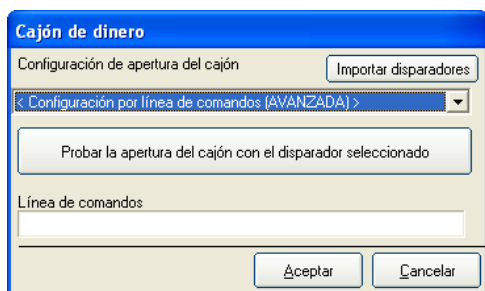 Cajón de dinero
Configuración de apertura del cajón
Importar disparadores
< Configuración por línea de comandos (AVANZADA) >
Probar la apertura del cajón con el disparador seleccionado
Línea de comandos
Aceptar
Cancelar